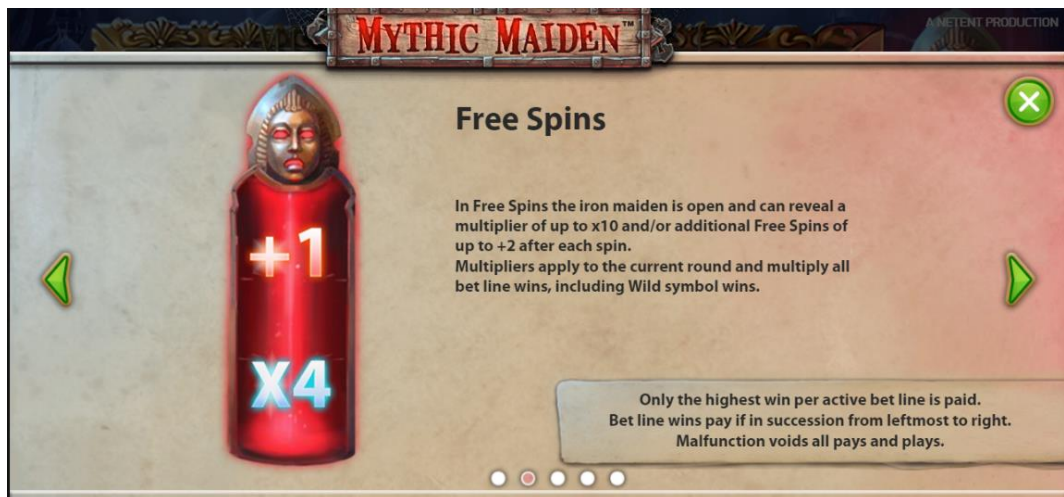 MYTHIC MAIDEN™
A NETENT PRODUCTION
Free Spins
In Free Spins the iron maiden is open and can reveal a
multiplier of up to x10 and/or additional Free Spins of
up to +2 after each spin.
Multipliers apply to the current round and multiply all
bet line wins, including Wild symbol wins.
+1
X4
Only the highest win per active bet line is paid.
Bet line wins pay if in succession from leftmost to right.
Malfunction voids all pays and plays.